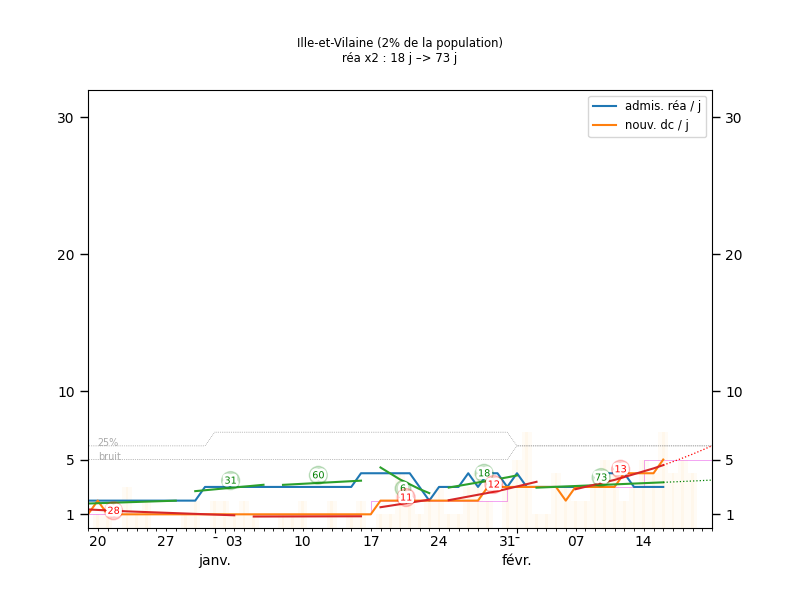 Ille-et-Vilaine (2% de la population)
réa x2 : 18 j –> 73 j
admis. réa / j
nouv. dc / j
30 30
20 20
10 10
25%
bruit
5 5
1 1
28
31
60
6
11
18
12
73
13
20 27 03 10 17 24 31 07 14
janv. févr.